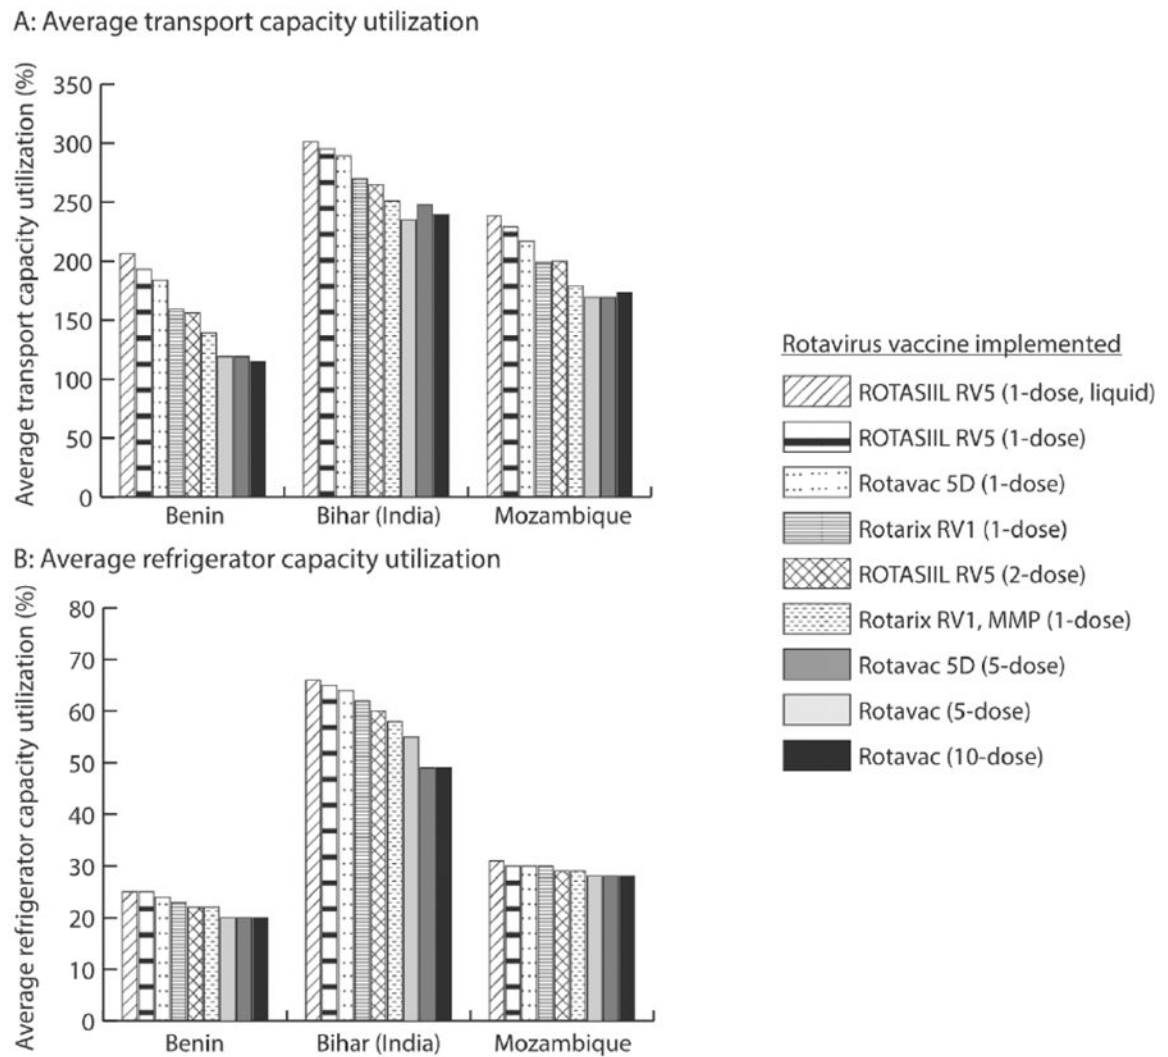 A: Average transport capacity utilization
Average transport capacity utilization (%)
350
300
250
200
150
100
50
0
Benin
Bihar (India)
Mozambique
B: Average refrigerator capacity utilization
Average refrigerator capacity utilization (%)
80
70
60
50
40
30
20
10
0
Benin
Bihar (India)
Mozambique
Rotavirus vaccine implemented
ROTASIIL RV5 (1-dose, liquid)
ROTASIIL RV5 (1-dose)
Rotavac 5D (1-dose)
Rotarix RV1 (1-dose)
ROTASIIL RV5 (2-dose)
Rotarix RV1, MMP (1-dose)
Rotavac 5D (5-dose)
Rotavac (5-dose)
Rotavac (10-dose)